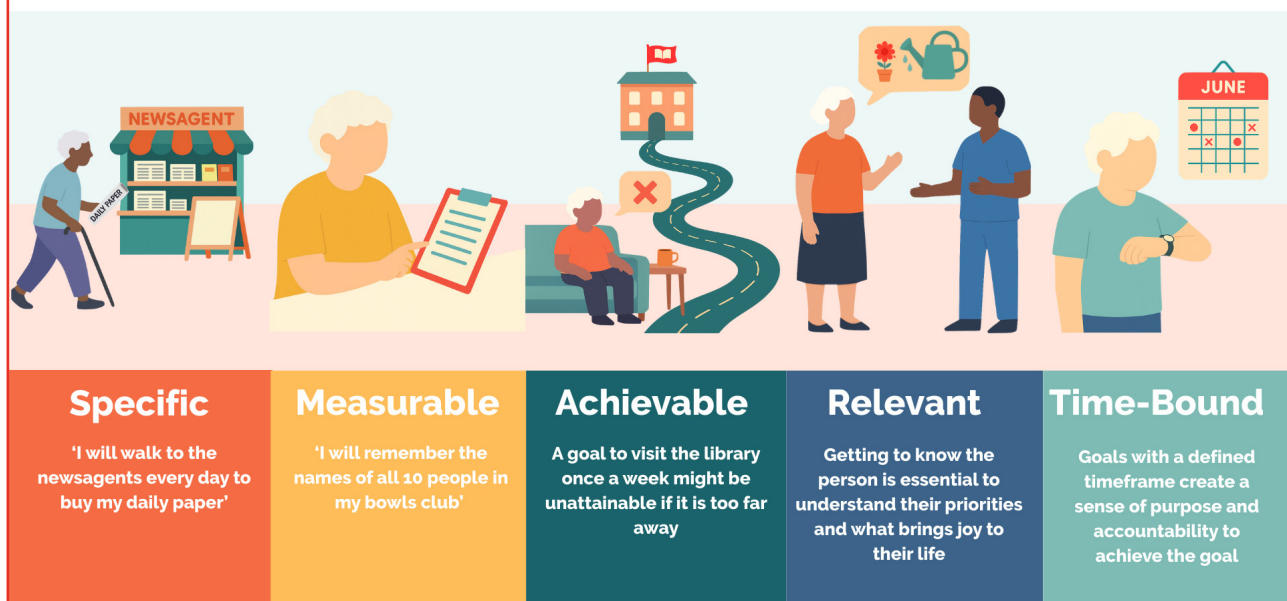 NEWSAGENT
DAILY PAPER
JUNE
Specific
‘I will walk to the
newsagents every day to
buy my daily paper’
Measurable
‘I will remember the
names of all 10 people in
my bowls club’
Achievable
A goal to visit the library
once a week might be
unattainable if it is too far
away
Relevant
Getting to know the
person is essential to
understand their priorities
and what brings joy to
their life
Time-Bound
Goals with a defined
timeframe create a
sense of purpose and
accountability to
achieve the goal